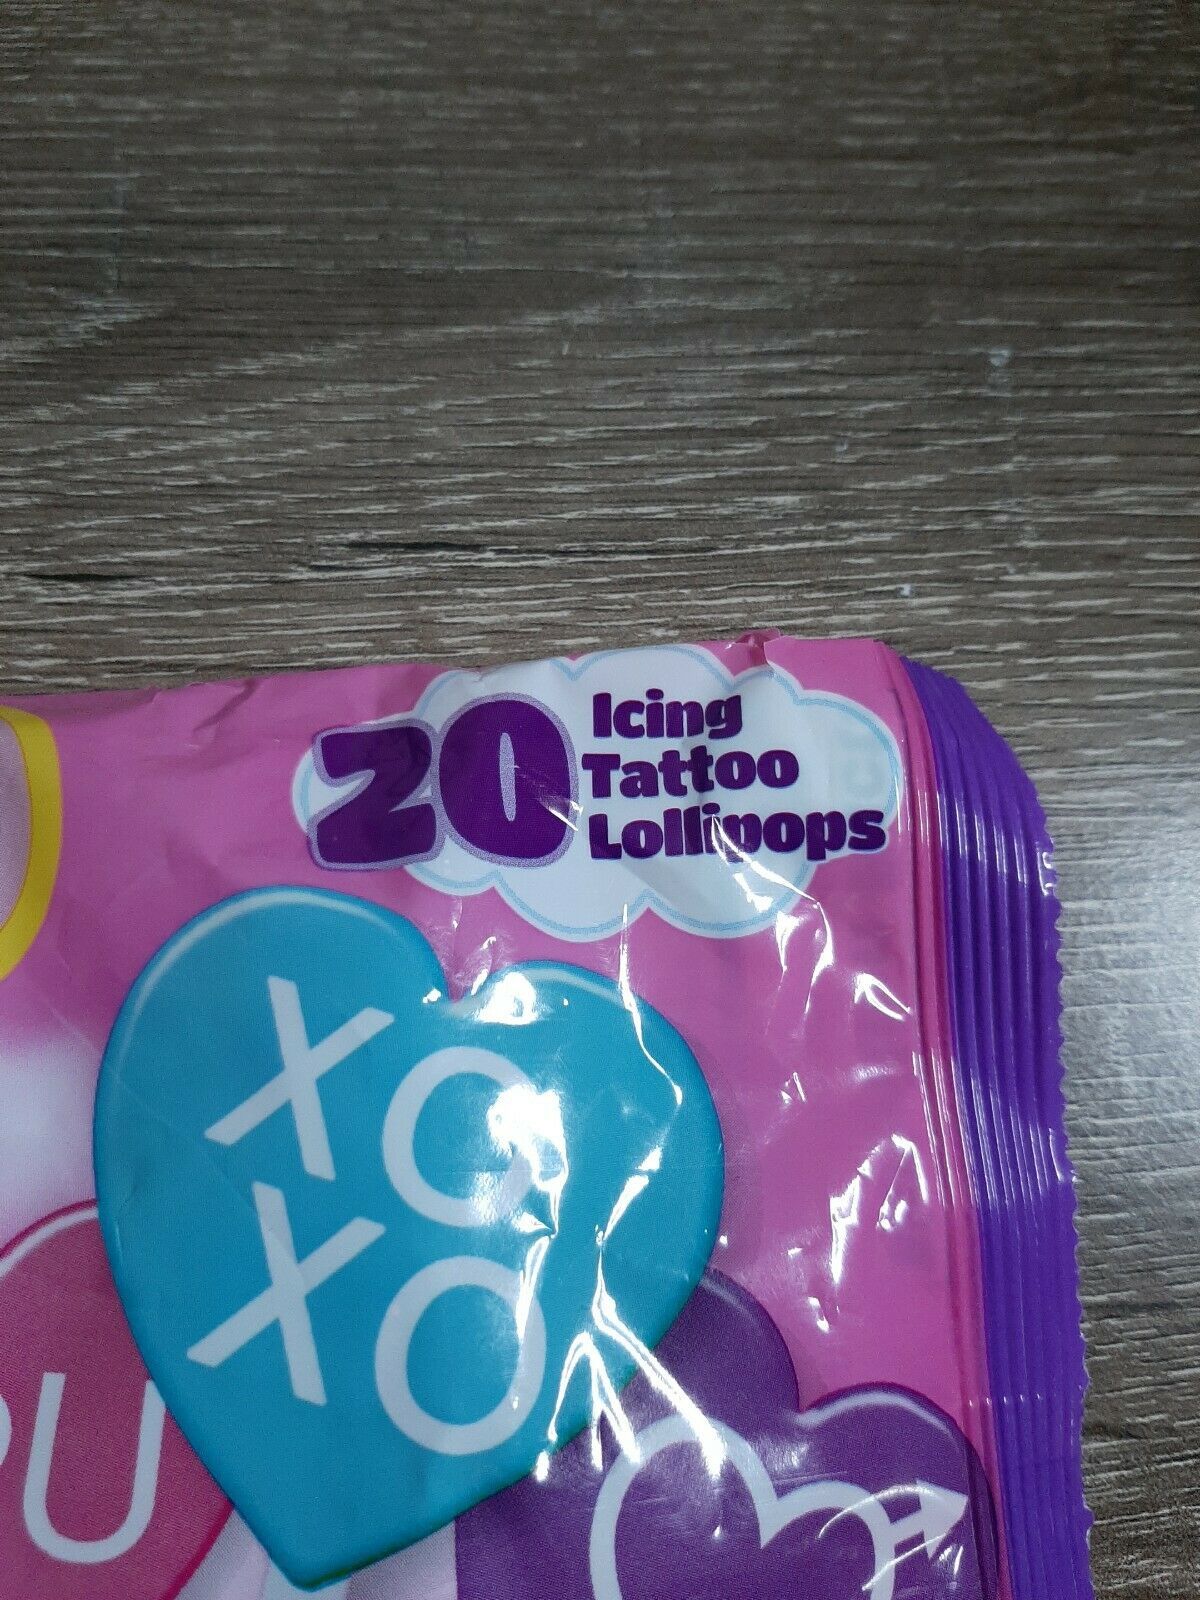 20 Icing
Tattoo
Lollipops
XO
XO
U